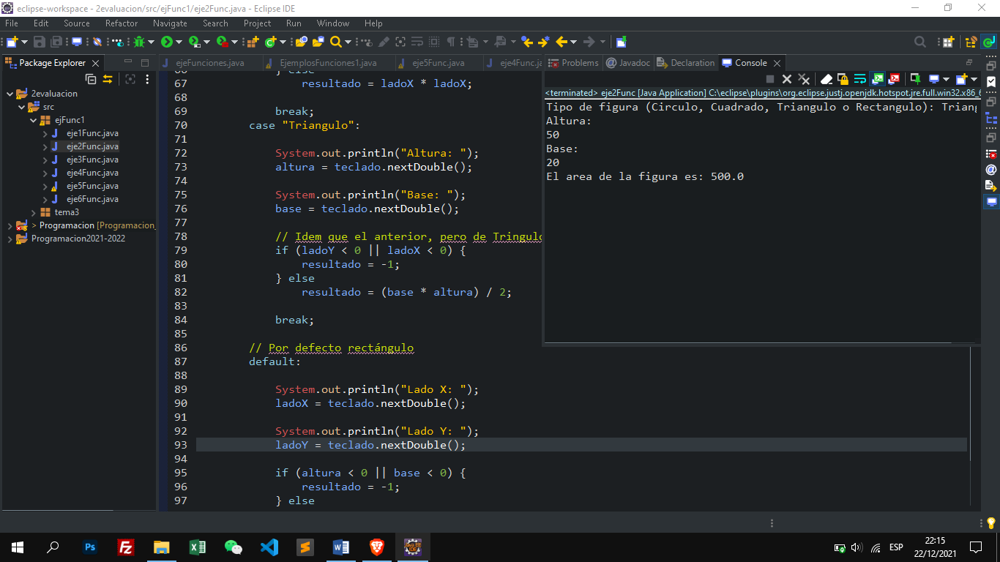 eclipse-workspace - 2evaluacion/src/ejFunc1/eje2Func.java - Eclipse IDE
File Edit Source Refactor Navigate Search Project Run Window Help
Package Explorer
2evaluacion
src
ejFunc1
eje1Func.java
eje2Func.java
eje3Func.java
eje4Func.java
eje5Func.java
eje6Func.java
tema3
> Programacion [Programacion_
Programacion2021-2022
ejeFunciones.java EjemplosFunciones1.java eje5Func.java eje4Func.ja
66 } else
67 resultado = ladoX * ladoX;
68
69 break;
70 case "Triangulo":
71
72 System.out.println("Altura: ");
73 altura = teclado.nextDouble();
74
75 System.out.println("Base: ");
76 base = teclado.nextDouble();
77
78 // Idem que el anterior, pero de Tringulo
79 if (ladoY < 0 || ladoX < 0) {
80 resultado = -1;
81 } else
82 resultado = (base * altura) / 2;
83
84 break;
85
86 // Por defecto rectángulo
87 default:
88
89 System.out.println("Lado X: ");
90 ladoX = teclado.nextDouble();
91
92 System.out.println("Lado Y: ");
93 ladoY = teclado.nextDouble();
94
95 if (altura < 0 || base < 0) {
96 resultado = -1;
97 } else
Problems Javadoc Declaration Console
<terminated> eje2Func [Java Application] C:\eclipse\plugins\org.eclipse.justj.openjdk.hotspot.jre.full.win32.x86_6
Tipo de figura (Circulo, Cuadrado, Triangulo o Rectangulo): Triang
Altura:
50
Base:
20
El area de la figura es: 500.0
Ps Fz W JAVA EE IDE ESP
22:15
22/12/2021